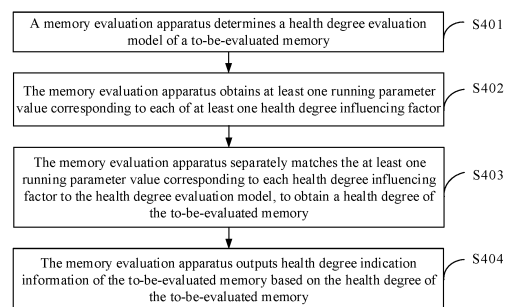 A memory evaluation apparatus determines a health degree evaluation
model of a to-be-evaluated memory
S401
The memory evaluation apparatus obtains at least one running parameter
value corresponding to each of at least one health degree influencing factor
S402
The memory evaluation apparatus separately matches the at least one
running parameter value corresponding to each health degree influencing
factor to the health degree evaluation model, to obtain a health degree of
the to-be-evaluated memory
S403
The memory evaluation apparatus outputs health degree indication
information of the to-be-evaluated memory based on the health degree of
the to-be-evaluated memory
S404